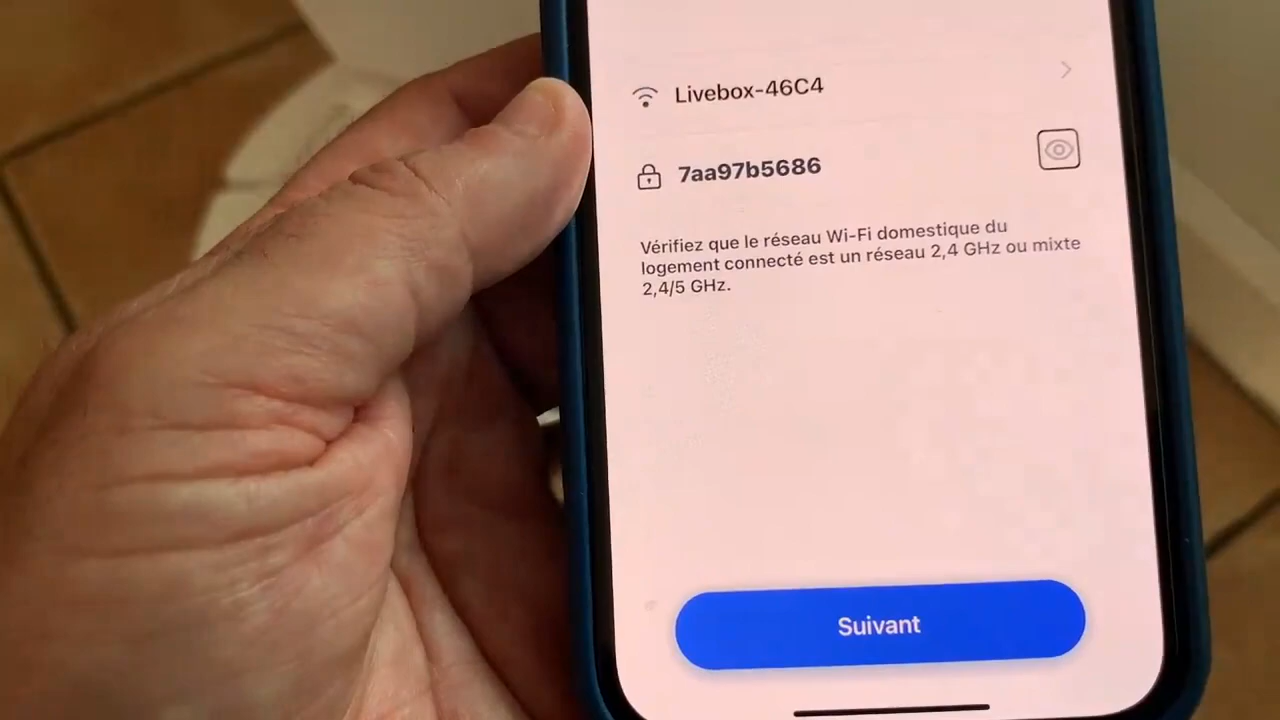 Livebox-46C4
7aa97b5686
Vérifiez que le réseau Wi-Fi domestique du
logement connecté est un réseau 2,4 GHz ou mixte
2,4/5 GHz.
Suivant